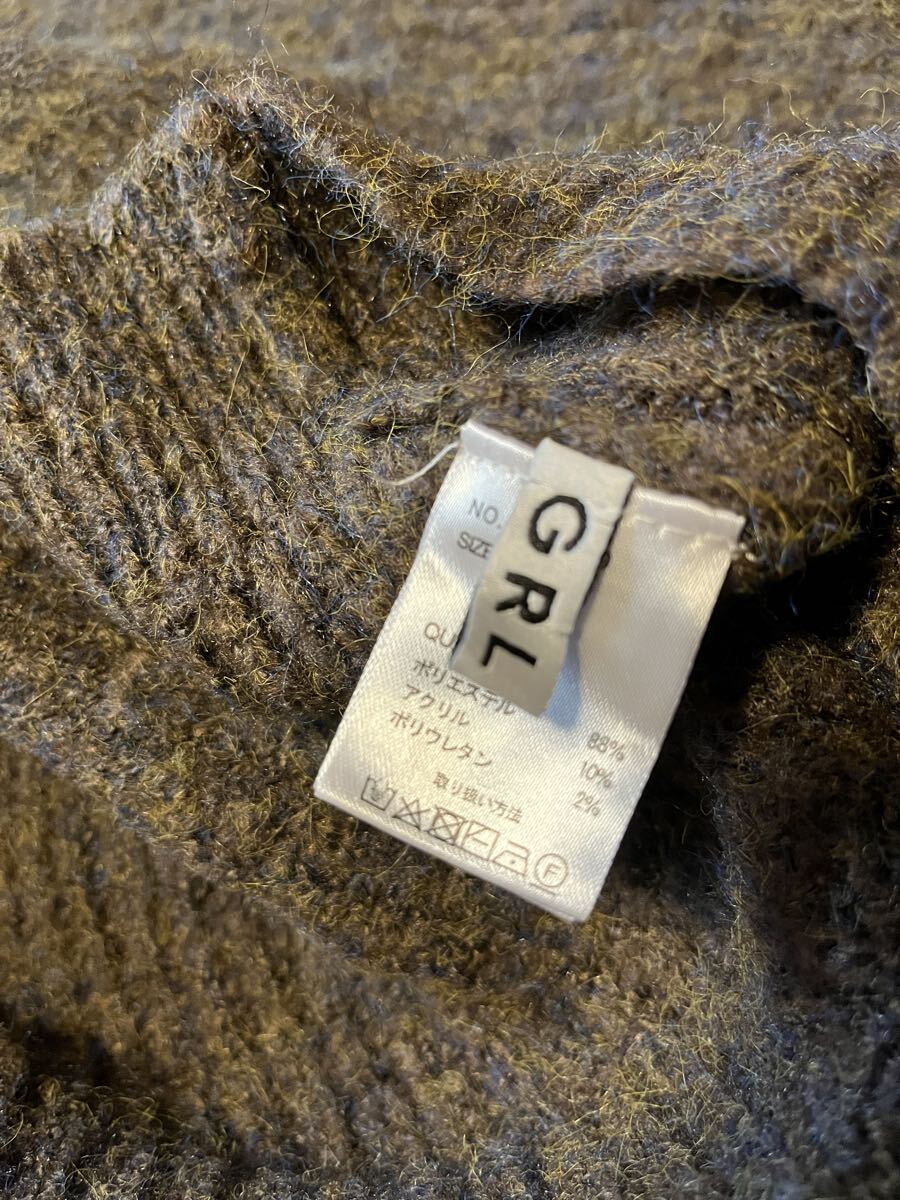 GRL
NO.
SIZE
QU
ポリエステル 88%
アクリル 10%
ポリウレタン 2%
取り扱い方法
F